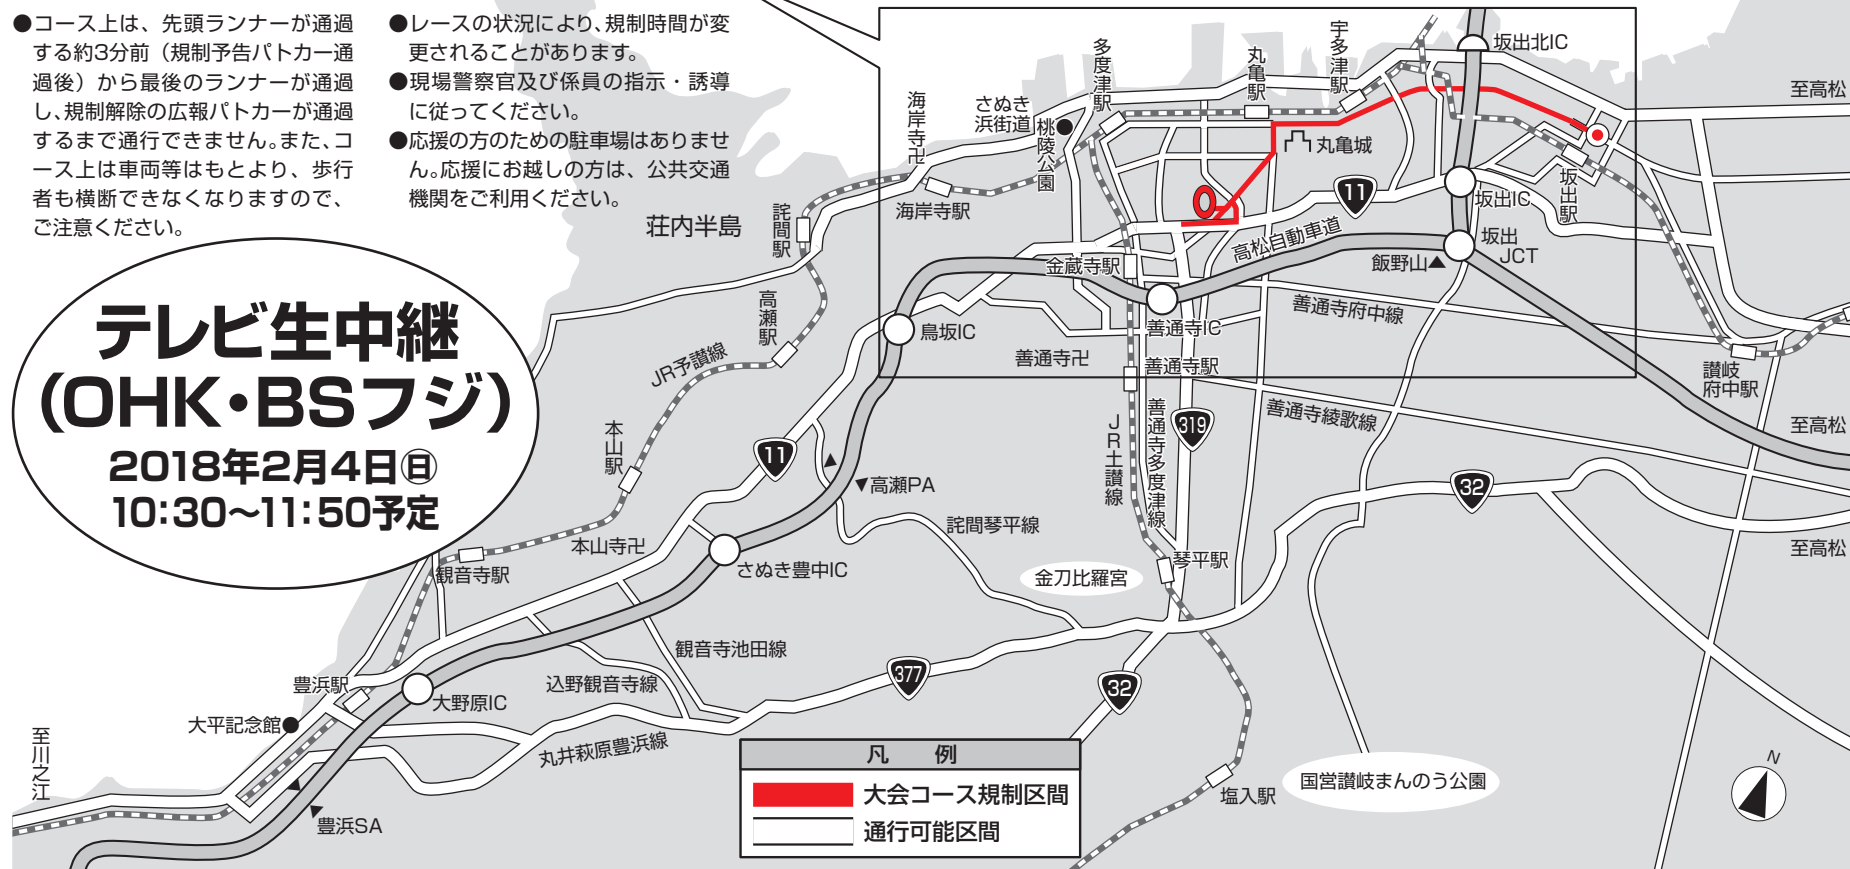 ●コース上は、先頭ランナーが通過
する約3分前（規制予告パトカー通
過後）から最後のランナーが通過
し、規制解除の広報パトカーが通過
するまで通行できません。また、コ
ース上は車両等はもとより、歩行
者も横断できなくなりますので、
ご注意ください。
●レースの状況により、規制時間が変
更されることがあります。
●現場警察官及び係員の指示・誘導
に従ってください。
●応援の方のための駐車場はありませ
ん。応援にお越しの方は、公共交通
機関をご利用ください。
テレビ生中継
(OHK・BSフジ)
2018年2月4日㊐
10:30〜11:50予定
荘内半島
詫間駅
高瀬駅
JR予讃線
本山駅
海岸寺卍
海岸寺駅
さぬき
浜街道
桃陵公園
多度津駅
丸亀駅
宇多津駅
坂出北IC
至高松
丸亀城
11
坂出IC
坂出駅
坂出
JCT
飯野山▲
高松自動車道
金蔵寺駅
善通寺IC
善通寺府中線
鳥坂IC
善通寺卍
善通寺駅
讃岐
府中駅
善通寺綾歌線
至高松
319
JR土讃線
善通寺多度津線
11
高瀬PA
32
詫間琴平線
至高松
本山寺卍
観音寺駅
さぬき豊中IC
琴平駅
金刀比羅宮
観音寺池田線
377
32
豊浜駅
込野観音寺線
大野原IC
大平記念館
丸井萩原豊浜線
至川之江
豊浜SA
塩入駅
国営讃岐まんのう公園
N
凡 例
大会コース規制区間
通行可能区間